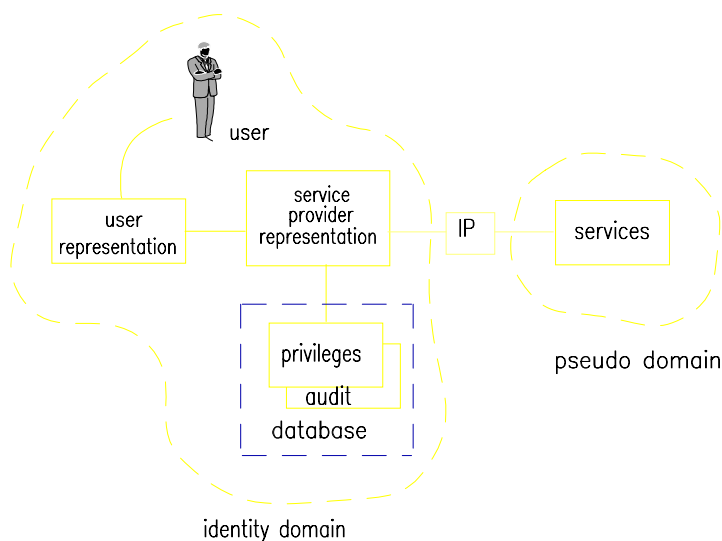 user
user
representation
service
provider
representation
IP
services
privileges
audit
database
pseudo domain
identity domain